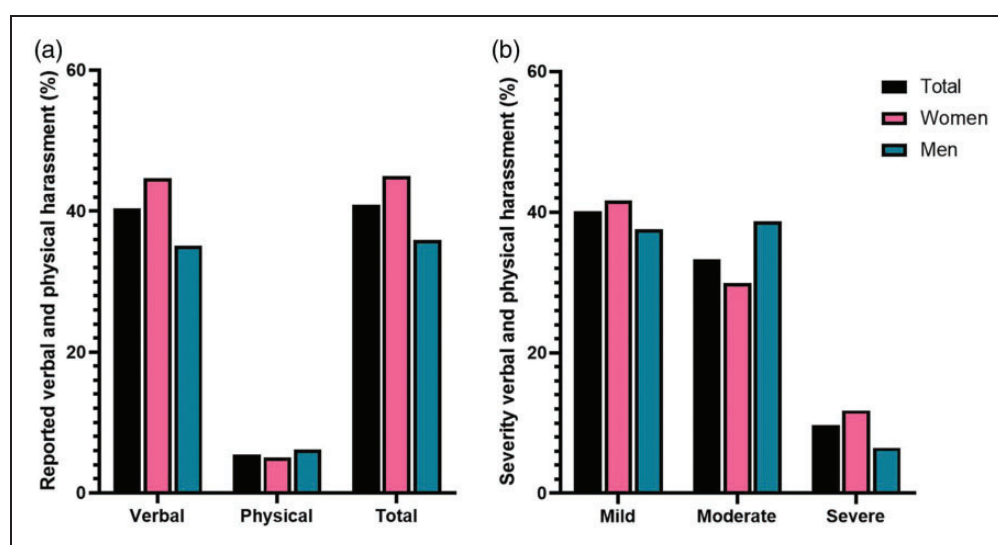 (a)
Reported verbal and physical harassment (%)
60
40
20
0
Verbal Physical Total
(b)
Severity verbal and physical harassment (%)
60
40
20
0
Mild Moderate Severe
Total
Women
Men